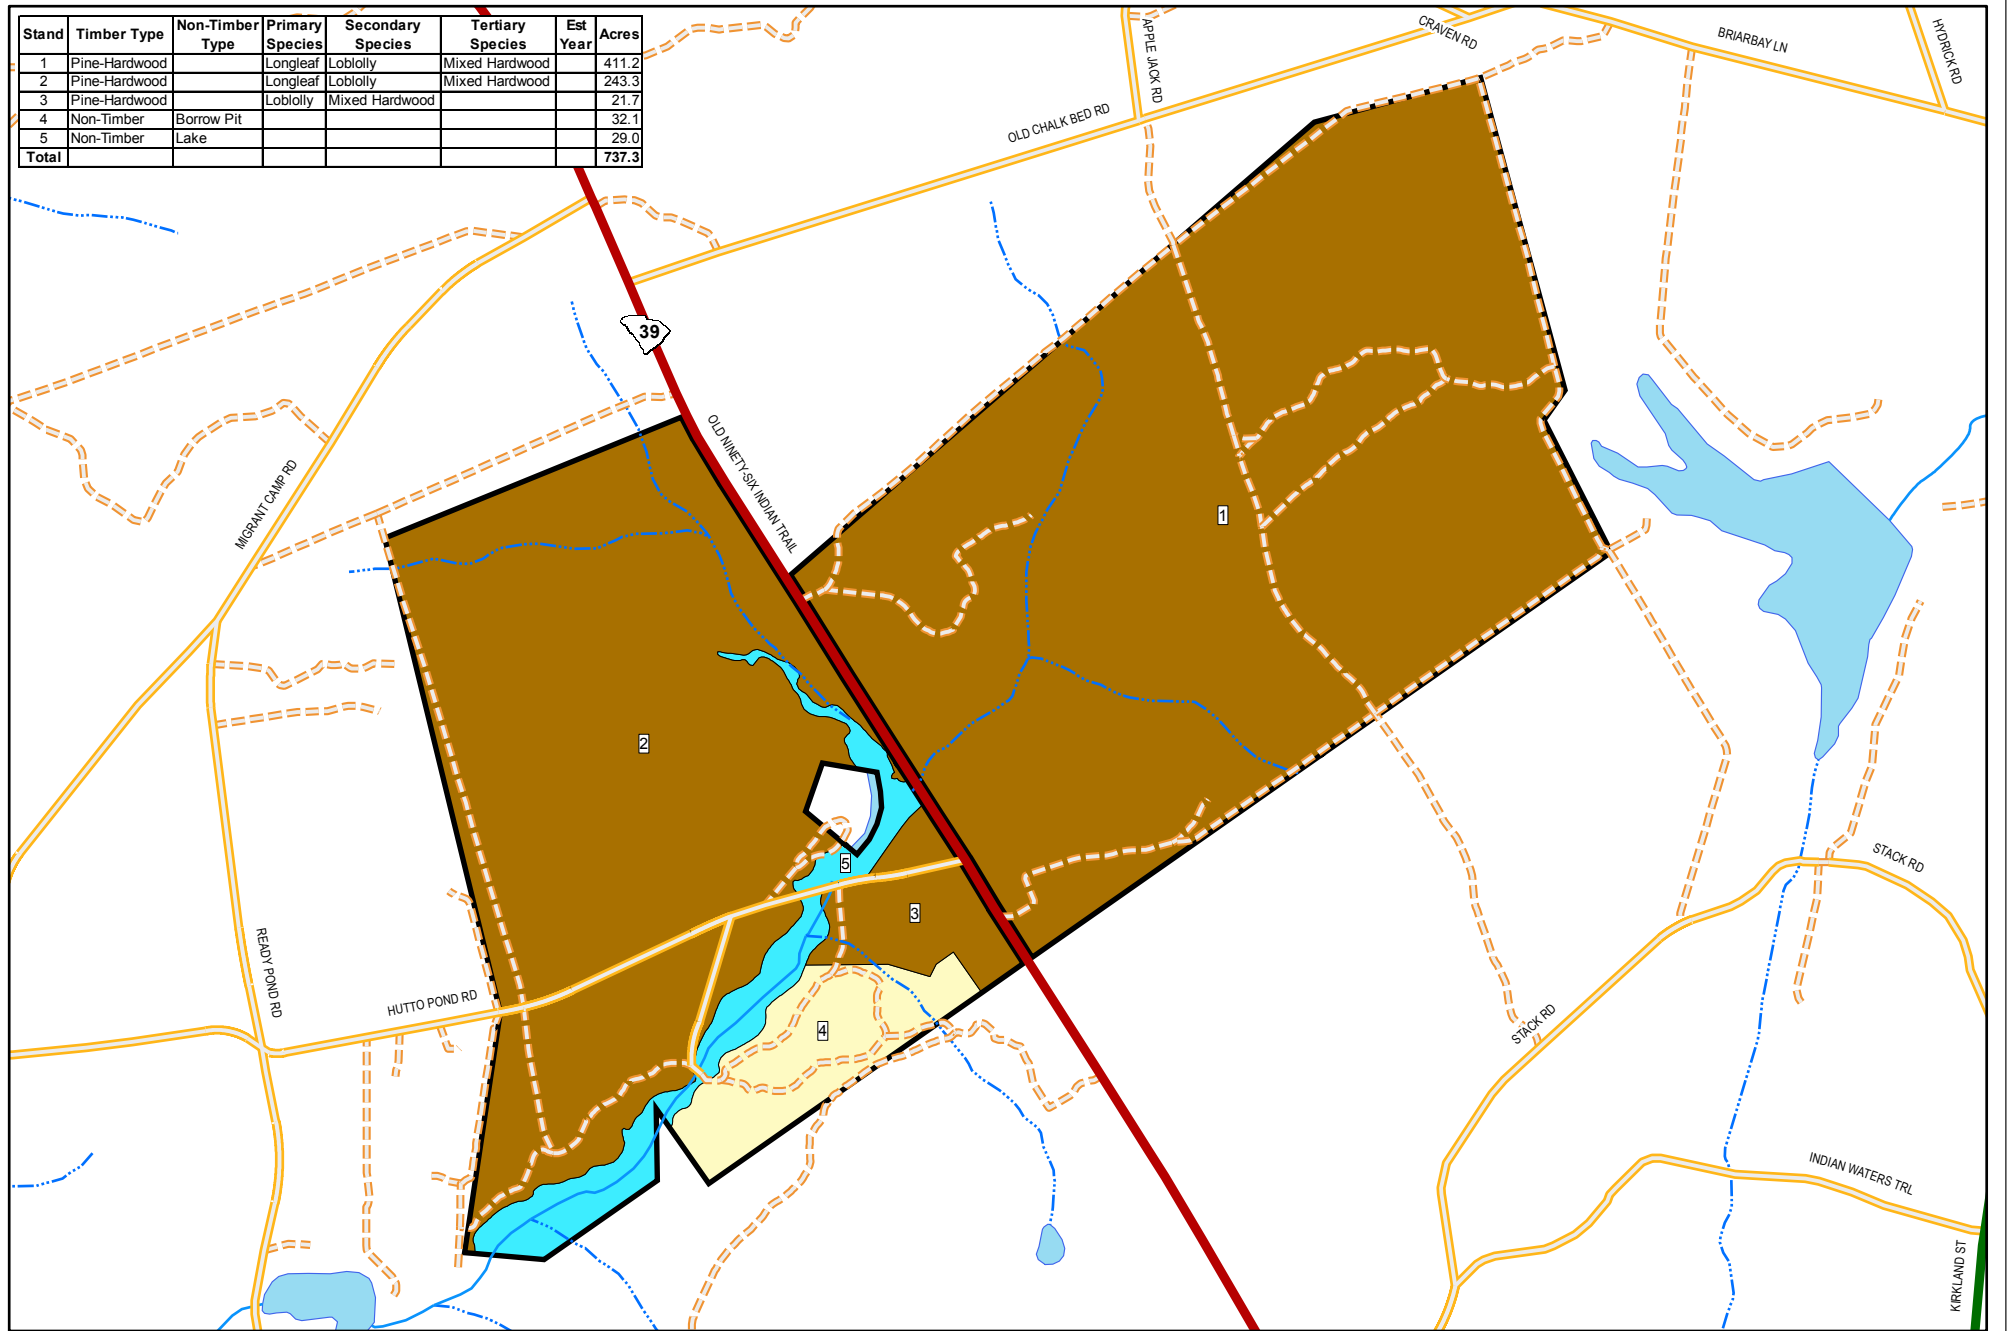 Stand Timber Type Non-Timber Type Primary Species Secondary Species Tertiary Species Est Year Acres
1 Pine-Hardwood Longleaf Loblolly Mixed Hardwood 411.2
2 Pine-Hardwood Longleaf Loblolly Mixed Hardwood 243.3
3 Pine-Hardwood Loblolly Mixed Hardwood 21.7
4 Non-Timber Borrow Pit 32.1
5 Non-Timber Lake 29.0
Total 737.3
APPLE JACK RD
CRAVEN RD
BRIARBAY LN
HYDRICK RD
OLD CHALK BED RD
39
OLD NINETY-SIX INDIAN TRAIL
MIGRANT CAMP RD
1
2
5
3
4
READY POND RD
HUTTO POND RD
STACK RD
STACK RD
INDIAN WATERS TRL
KIRKLAND ST